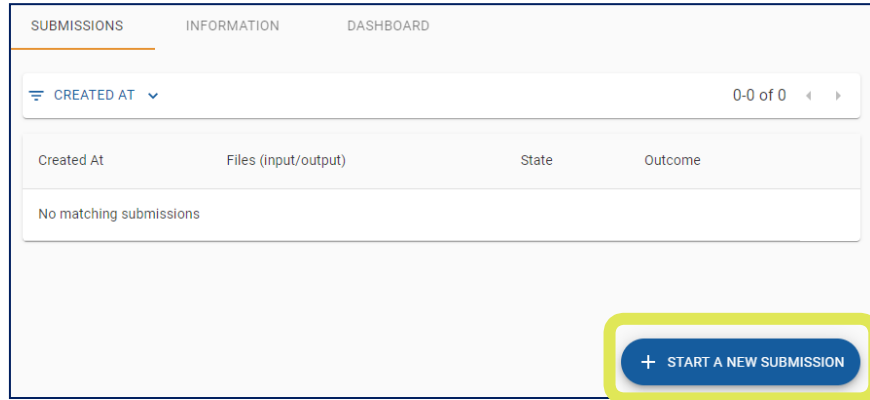 SUBMISSIONS INFORMATION DASHBOARD
CREATED AT 0-0 of 0
Created At Files (input/output) State Outcome
No matching submissions
+ START A NEW SUBMISSION